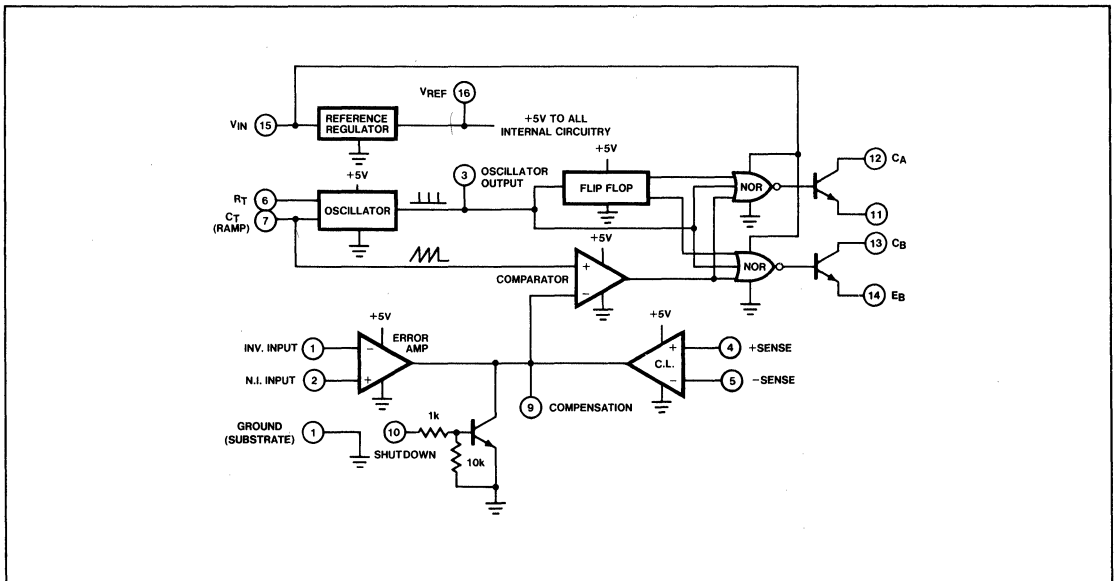 VREF 16
VIN 15
REFERENCE REGULATOR
+5V TO ALL
INTERNAL CIRCUITRY
+5V
3 OSCILLATOR OUTPUT
+5V
FLIP FLOP
NOR
12 CA
11
RT 6
CT 7
(RAMP)
OSCILLATOR
+5V
COMPARATOR
+
−
NOR
13 CB
14 EB
+5V
ERROR AMP
INV. INPUT 1
−
N.I. INPUT 2
+
+5V
C.L.
+
−
4 +SENSE
5 −SENSE
9 COMPENSATION
GROUND
(SUBSTRATE) 1
10
SHUTDOWN
1k
10k